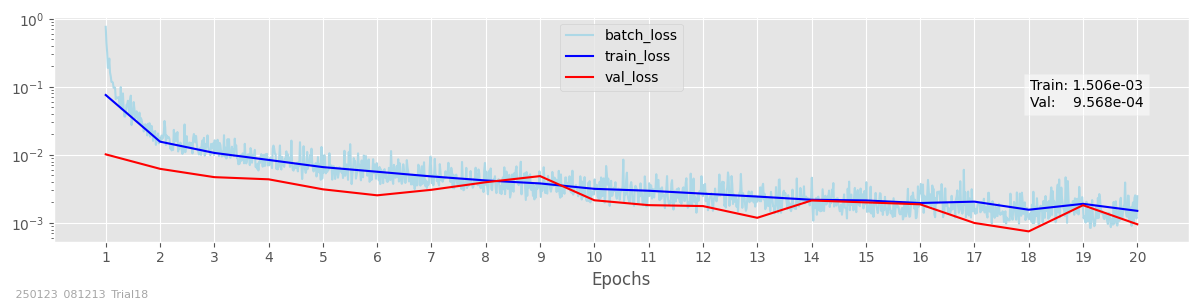 10⁰
10⁻¹
10⁻²
10⁻³
batch_loss
train_loss
val_loss
Train: 1.506e-03
Val: 9.568e-04
1 2 3 4 5 6 7 8 9 10 11 12 13 14 15 16 17 18 19 20
Epochs
250123_081213_Trial18